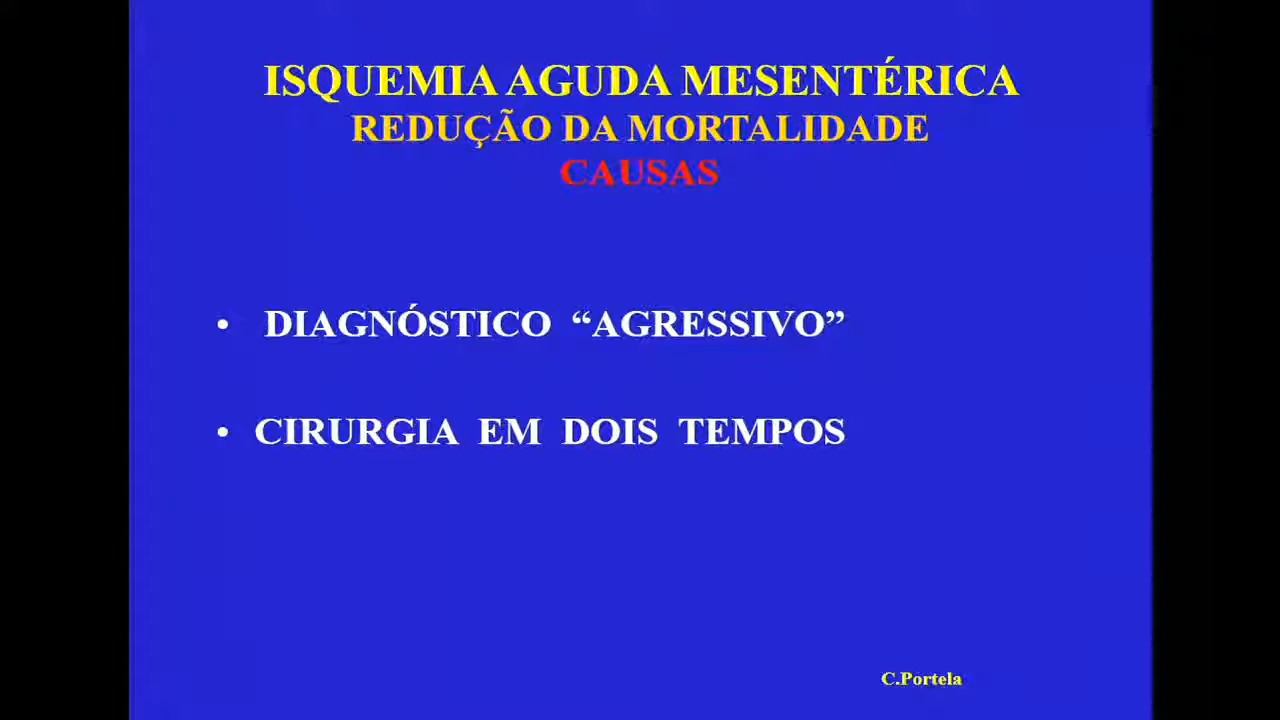 ISQUEMIA AGUDA MESENTÉRICA
REDUÇÃO DA MORTALIDADE
CAUSAS
• DIAGNÓSTICO “AGRESSIVO”
• CIRURGIA EM DOIS TEMPOS
C.Portela